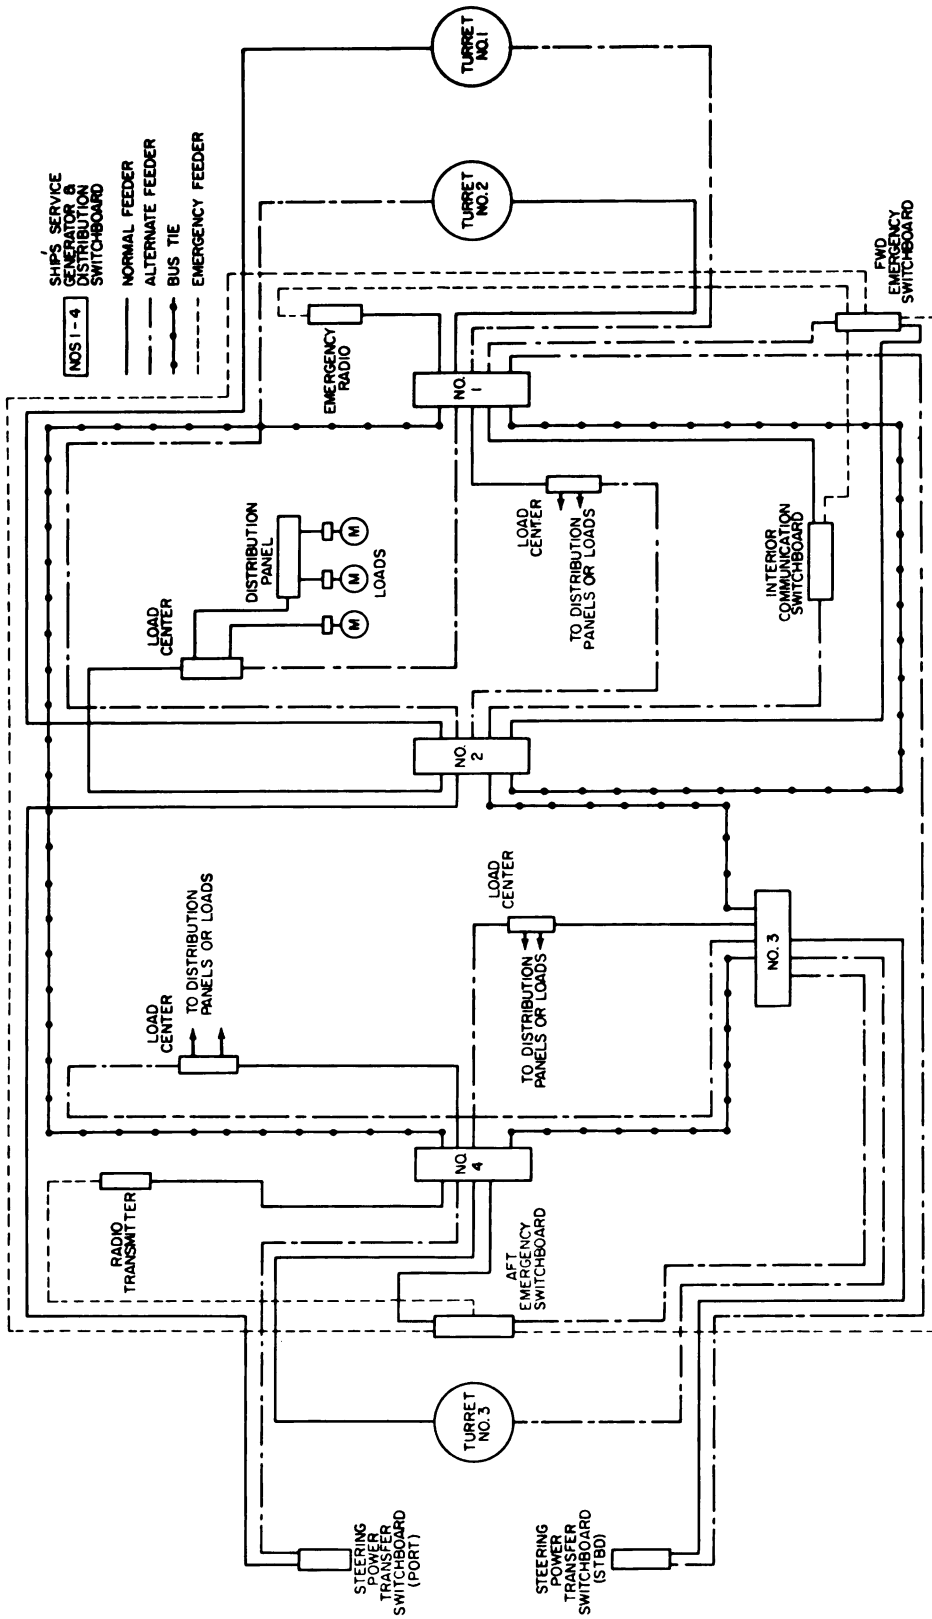 SHIP'S SERVICE
GENERATOR &
DISTRIBUTION
SWITCHBOARD
NOS 1-4
NORMAL FEEDER
ALTERNATE FEEDER
BUS TIE
EMERGENCY FEEDER
TURRET
NO.1
TURRET
NO.2
FWD
EMERGENCY
SWITCHBOARD
EMERGENCY
RADIO
NO.
1
LOAD
CENTER
TO DISTRIBUTION
PANELS OR LOADS
INTERIOR
COMMUNICATION
SWITCHBOARD
DISTRIBUTION
PANEL
M
M
M
LOADS
LOAD
CENTER
NO.
2
LOAD
CENTER
TO DISTRIBUTION
PANELS OR LOADS
LOAD
CENTER
TO DISTRIBUTION
PANELS OR LOADS
NO. 3
NO.
4
RADIO
TRANSMITTER
AFT
EMERGENCY
SWITCHBOARD
TURRET
NO.3
STEERING
POWER
TRANSFER
SWITCHBOARD
(PORT)
STEERING
POWER
TRANSFER
SWITCHBOARD
(STBD)